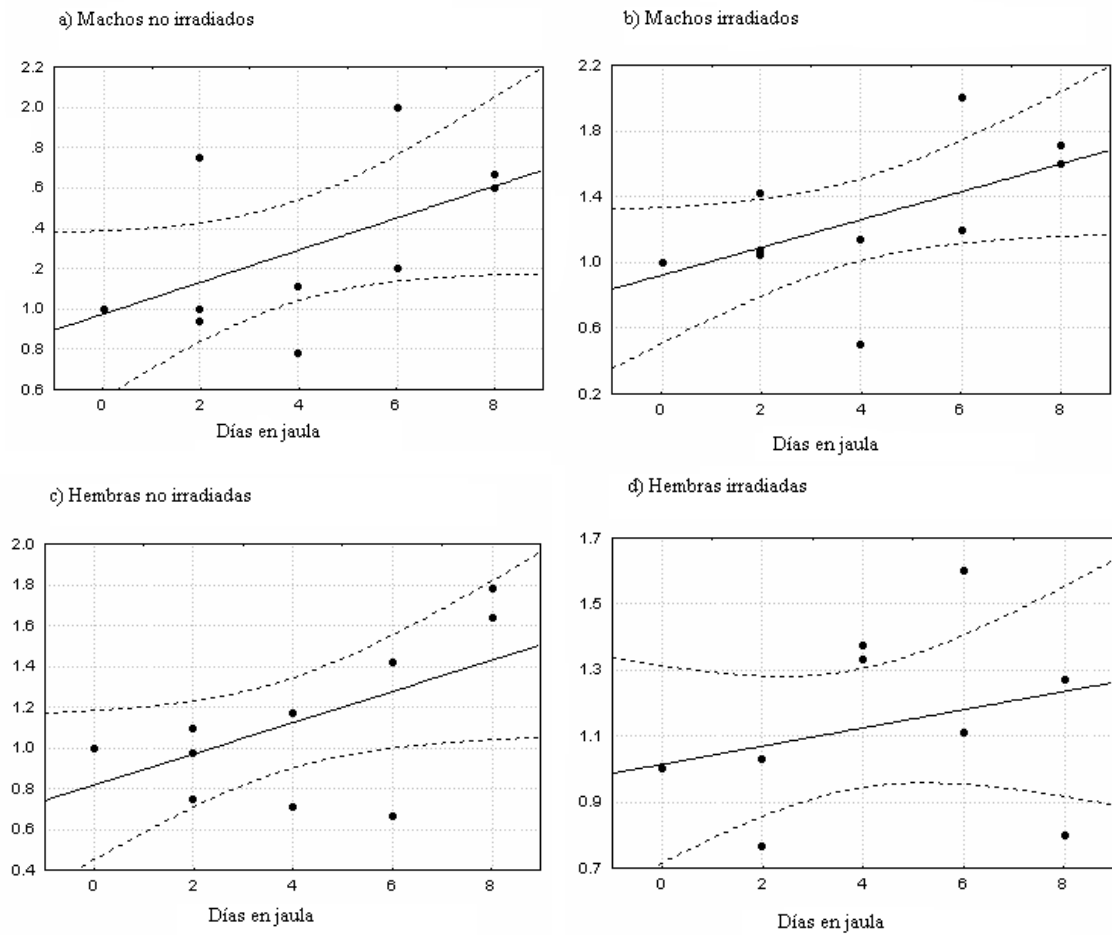 a) Machos no irradiados
2.2
2.0
.8
.6
.4
.2
1.0
0.8
0.6
0 2 4 6 8
Días en jaula
b) Machos irradiados
2.2
1.8
1.4
1.0
0.6
0.2
0 2 4 6 8
Días en jaula
c) Hembras no irradiadas
2.0
1.8
1.6
1.4
1.2
1.0
0.8
0.6
0.4
0 2 4 6 8
Días en jaula
d) Hembras irradiadas
1.7
1.5
1.3
1.1
0.9
0.7
0 2 4 6 8
Días en jaula